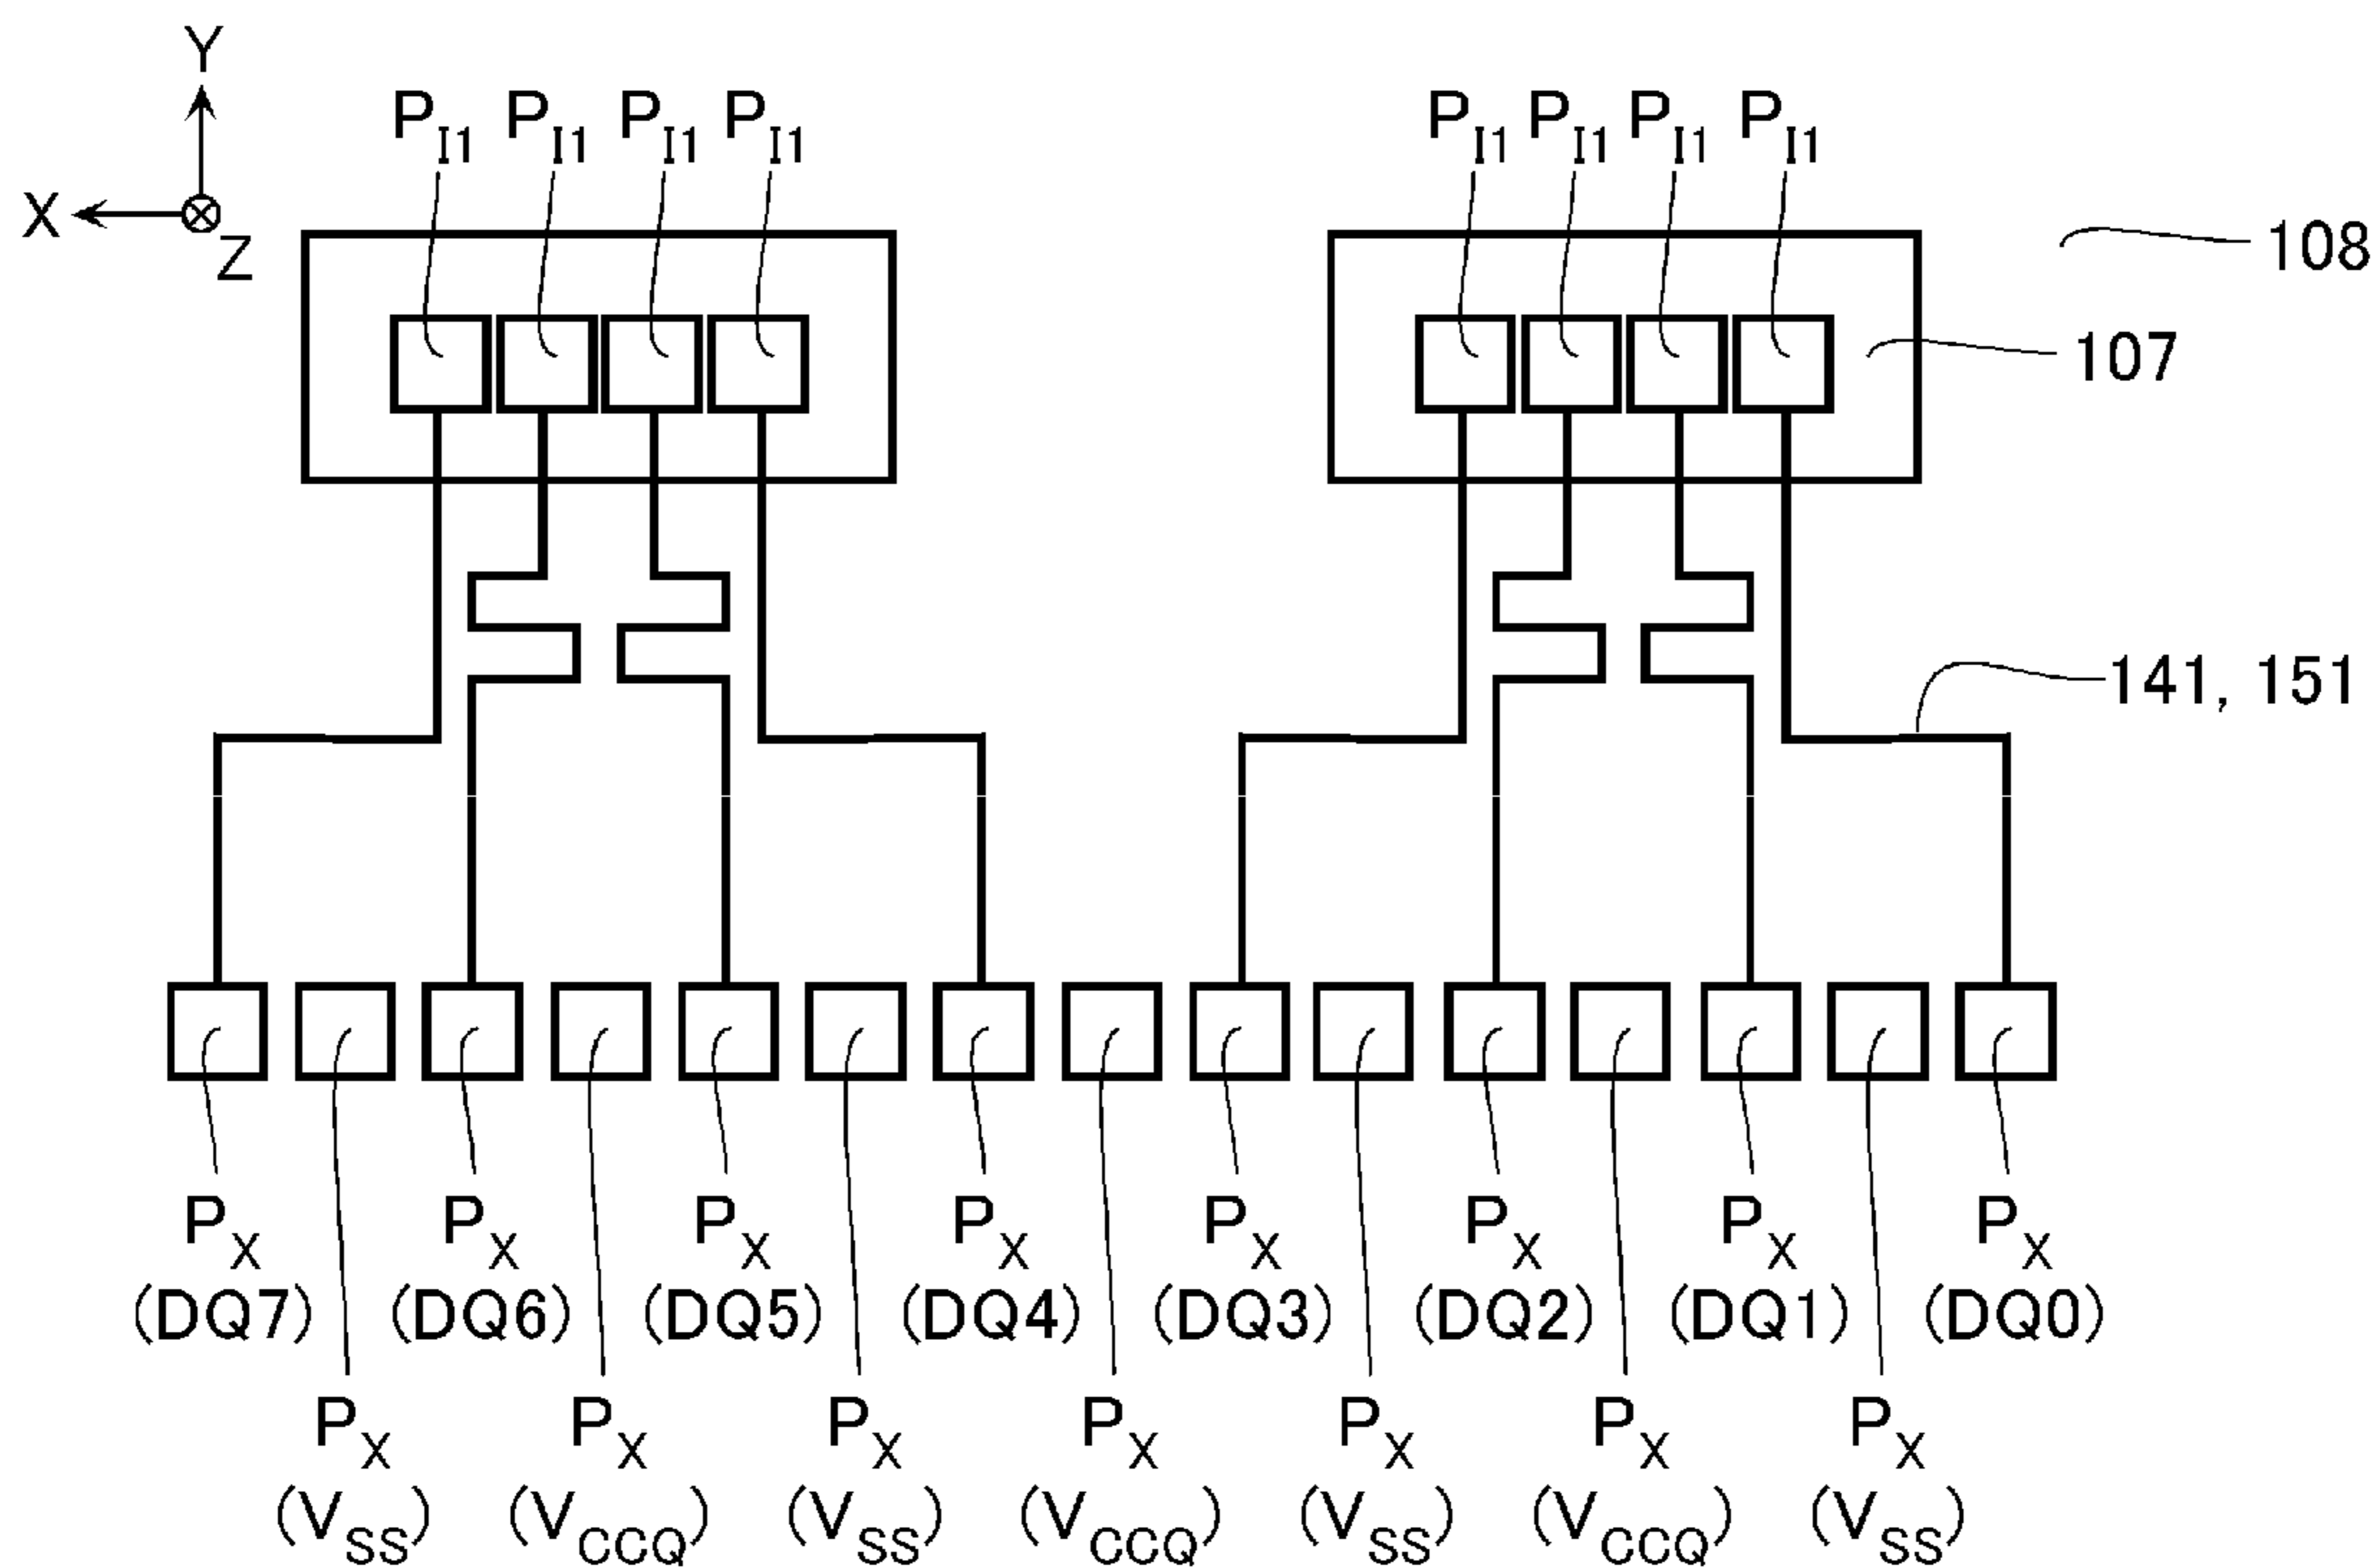 Y
P_I1 P_I1 P_I1 P_I1 P_I1 P_I1 P_I1 P_I1
X
Z
108
107
141, 151
P_X P_X P_X P_X P_X P_X P_X P_X
(DQ7) (DQ6) (DQ5) (DQ4) (DQ3) (DQ2) (DQ1) (DQ0)
P_X P_X P_X P_X P_X P_X P_X
(V_SS) (V_CCQ) (V_SS) (V_CCQ) (V_SS) (V_CCQ) (V_SS)